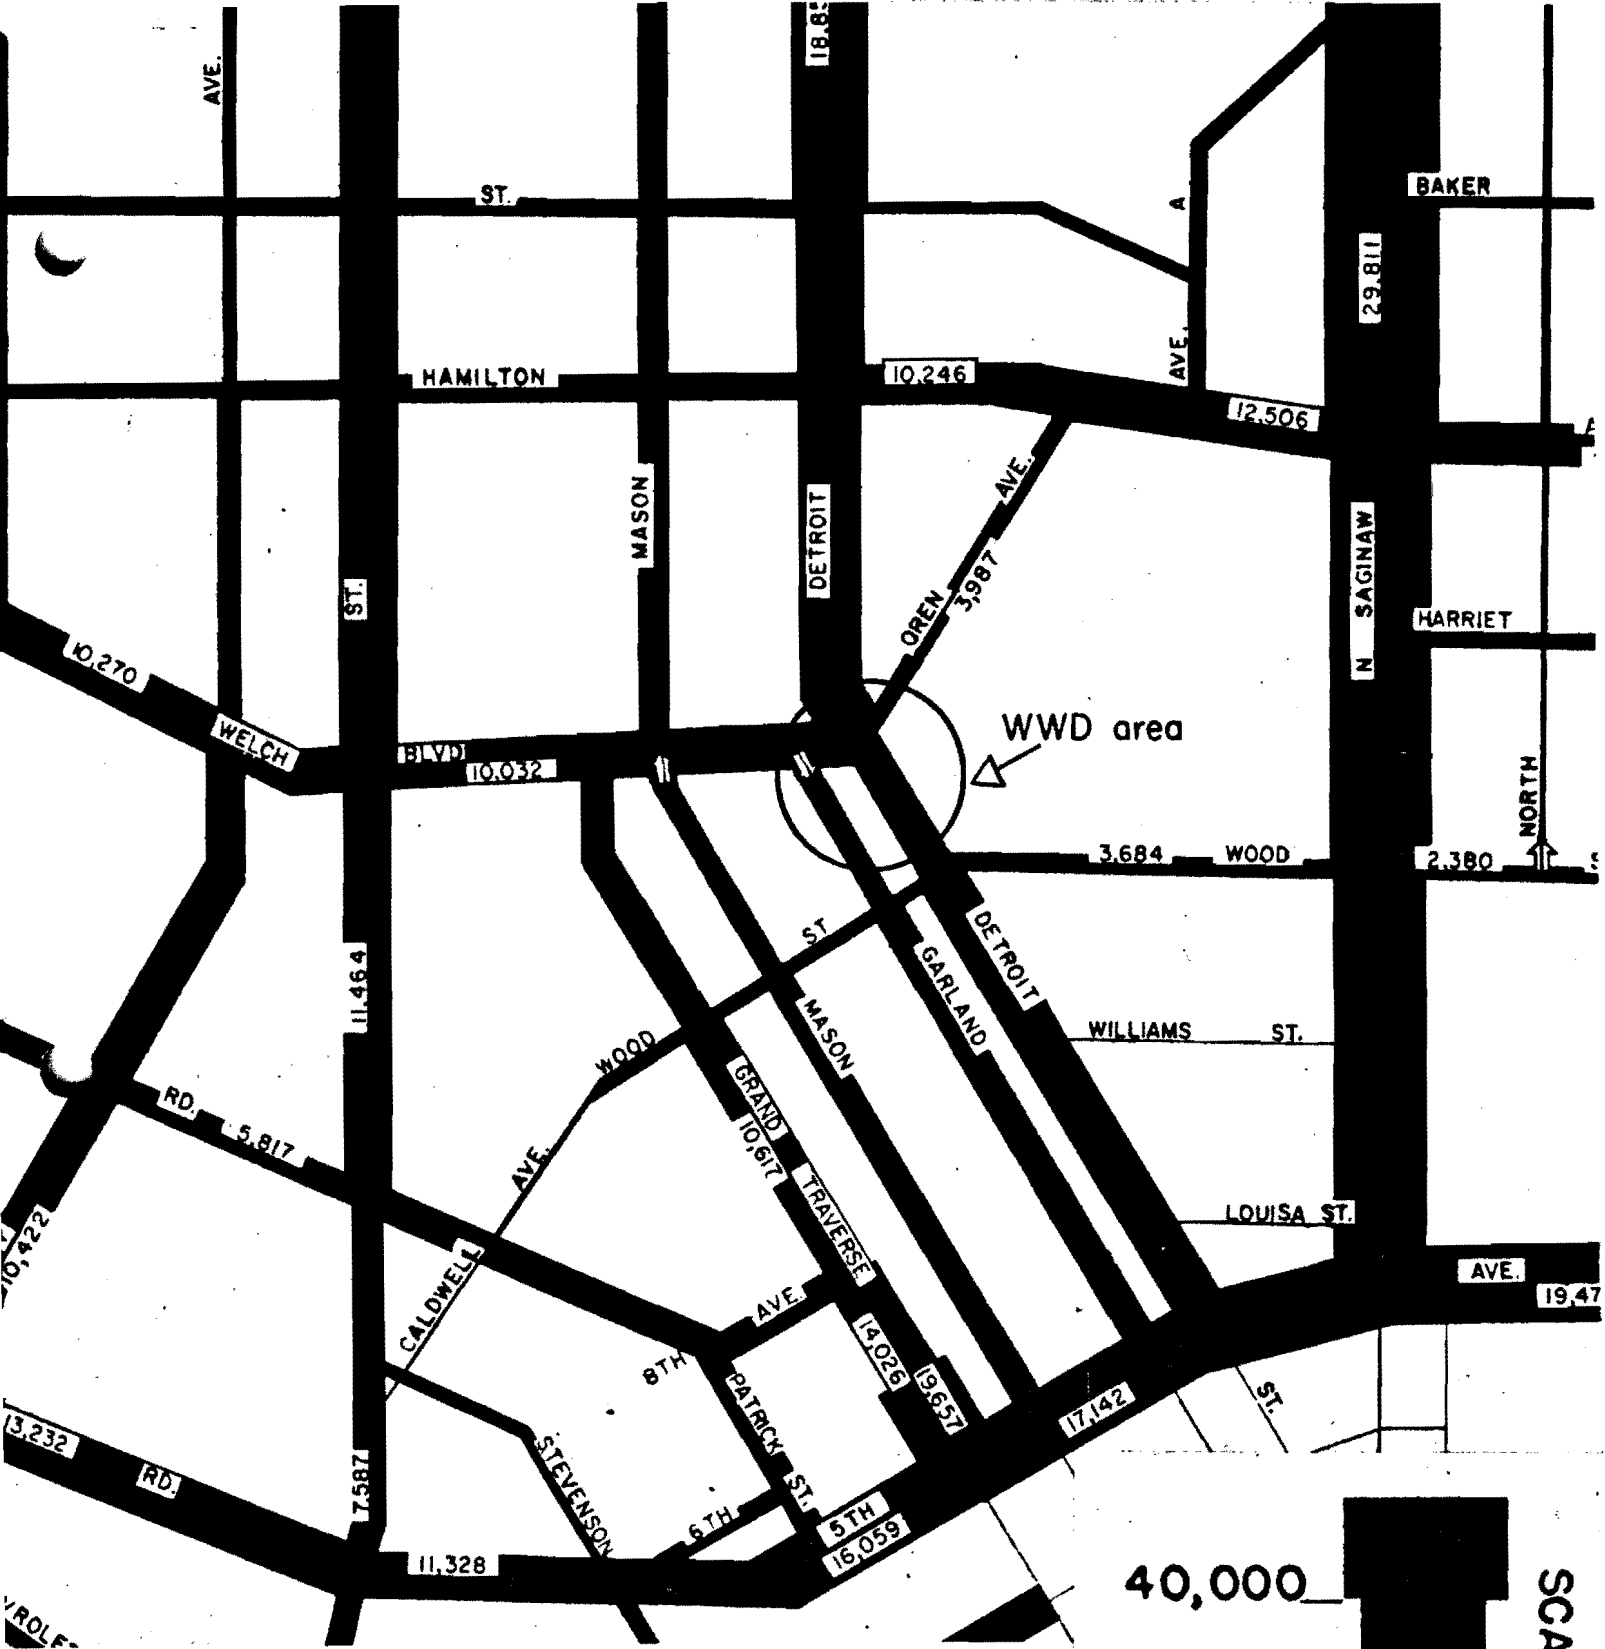 AVE.
18,8
ST.
A
BAKER
29,811
HAMILTON
10,246
AVE.
12,506
MASON
DETROIT
AVE.
OREN
3,987
N SAGINAW
ST.
HARRIET
10,270
WELCH
BLVD
10,032
WWD area
NORTH
3,684
WOOD
2,380
S
ST
GARLAND
DETROIT
11,464
MASON
WOOD
WILLIAMS ST.
RD.
5,817
GRAND
10,617
TRAVERSE
AVE.
LOUISA ST.
10,422
CALDWELL
AVE.
AVE.
19,47
8TH
14,026
19,657
PATRICK
ST.
17,142
ST.
13,232
RD.
7,587
STEVENSON
6TH
5TH
16,059
11,328
40,000
SCA
VROLE